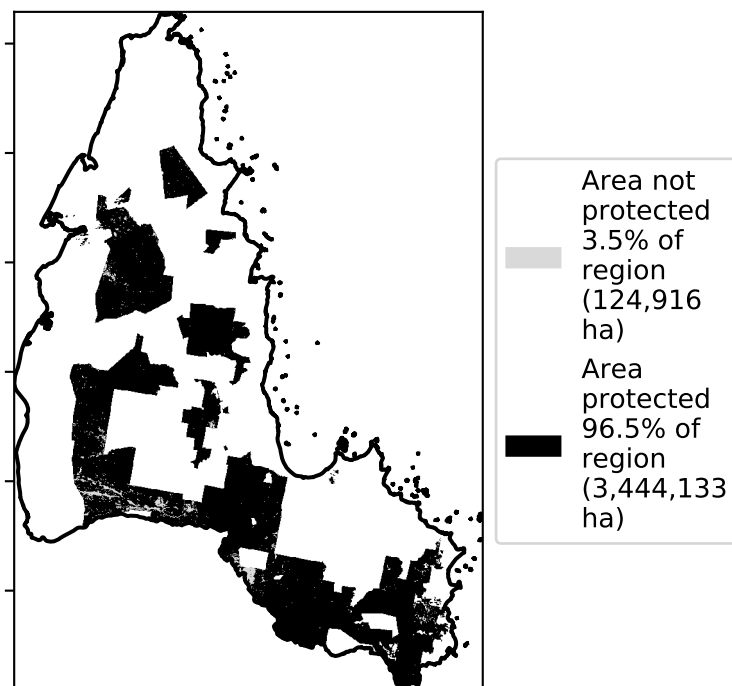 Area not
protected
3.5% of
region
(124,916
ha)
Area
protected
96.5% of
region
(3,444,133
ha)